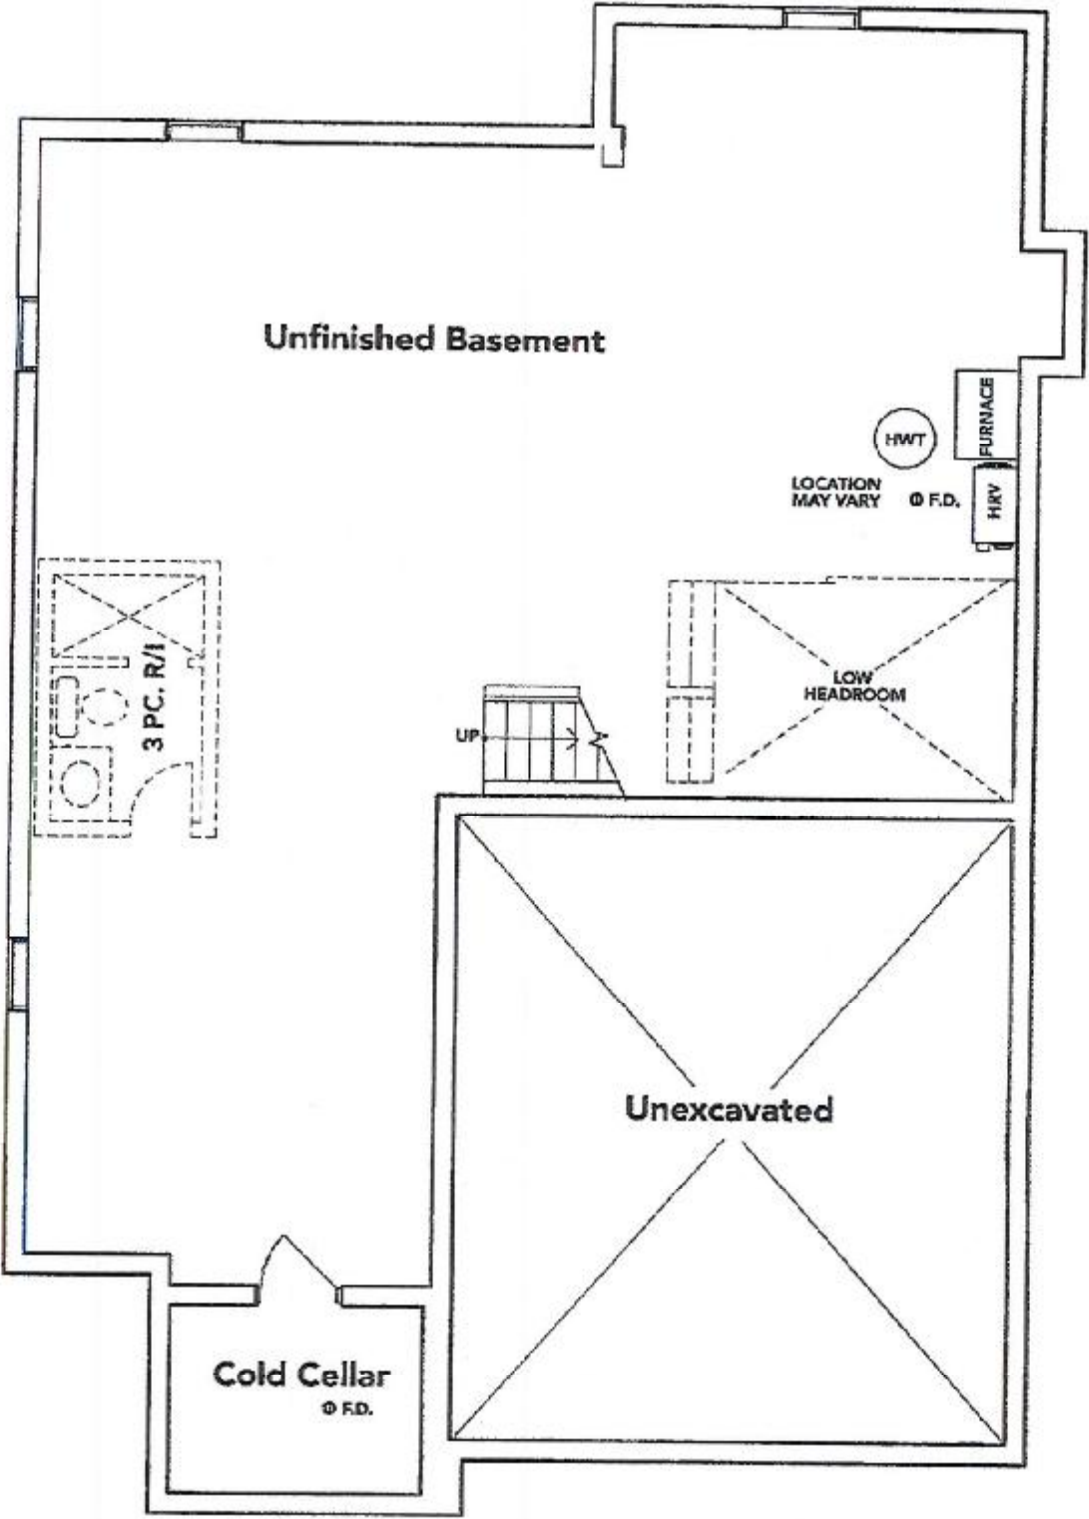 Unfinished Basement
FURNACE
HWT
LOCATION
MAY VARY
F.D.
HRV
3 PC. R/I
LOW
HEADROOM
UP
Unexcavated
Cold Cellar
F.D.